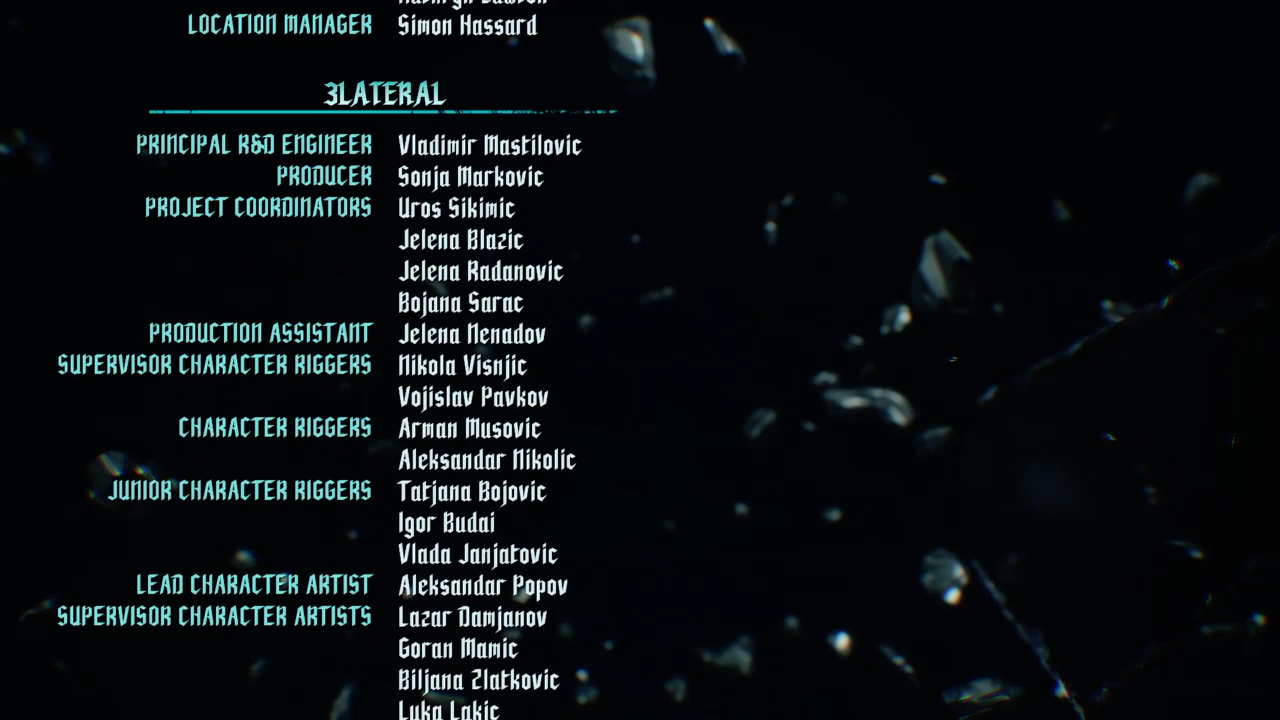 LOCATION MANAGER Simon Hassard
3LATERAL
PRINCIPAL R&D ENGINEER Vladimir Mastilovic
PRODUCER Sonja Markovic
PROJECT COORDINATORS Uros Sikimic
Jelena Blazic
Jelena Radanovic
Bojana Sarac
PRODUCTION ASSISTANT Jelena Nenadov
SUPERVISOR CHARACTER RIGGERS Nikola Visnjic
Vojislav Pavkov
CHARACTER RIGGERS Arman Musovic
Aleksandar Nikolic
JUNIOR CHARACTER RIGGERS Tatjana Bojovic
Igor Budai
Vlada Janjatovic
LEAD CHARACTER ARTIST Aleksandar Popov
SUPERVISOR CHARACTER ARTISTS Lazar Damjanov
Goran Mamic
Biljana Zlatkovic
Luka Lakic